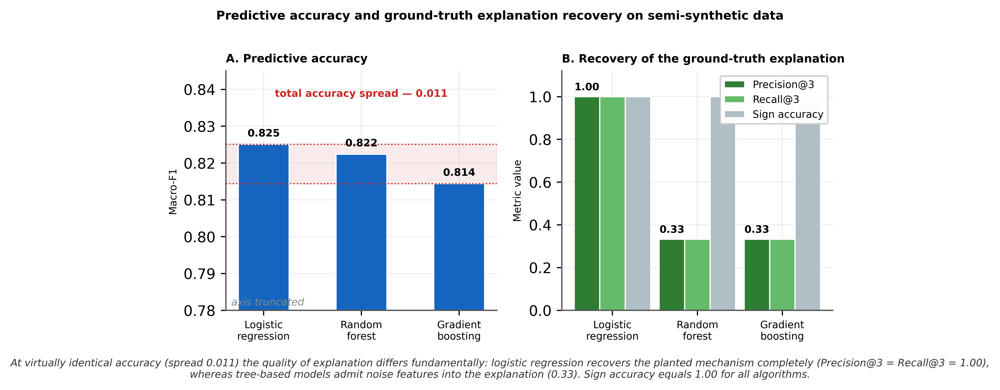 Predictive accuracy and ground-truth explanation recovery on semi-synthetic data
A. Predictive accuracy
Macro-F1
0.84
0.83
0.82
0.81
0.80
0.79
0.78
total accuracy spread — 0.011
0.825
0.822
0.814
axis truncated
Logistic
regression
Random
forest
Gradient
boosting
B. Recovery of the ground-truth explanation
Metric value
1.0
0.8
0.6
0.4
0.2
0.0
1.00
0.33
0.33
Precision@3
Recall@3
Sign accuracy
Logistic
regression
Random
forest
Gradient
boosting
At virtually identical accuracy (spread 0.011) the quality of explanation differs fundamentally: logistic regression recovers the planted mechanism completely (Precision@3 = Recall@3 = 1.00),
whereas tree-based models admit noise features into the explanation (0.33). Sign accuracy equals 1.00 for all algorithms.